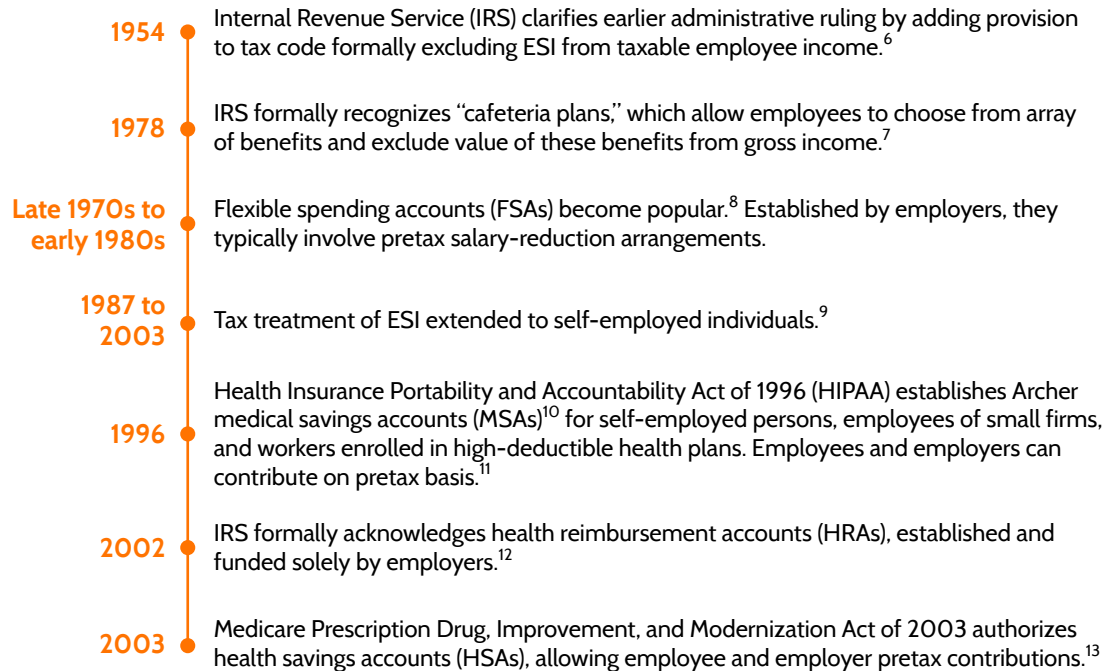 1954
Internal Revenue Service (IRS) clarifies earlier administrative ruling by adding provision
to tax code formally excluding ESI from taxable employee income.6
1978
IRS formally recognizes “cafeteria plans,” which allow employees to choose from array
of benefits and exclude value of these benefits from gross income.7
Late 1970s to
early 1980s
Flexible spending accounts (FSAs) become popular.8 Established by employers, they
typically involve pretax salary-reduction arrangements.
1987 to
2003
Tax treatment of ESI extended to self-employed individuals.9
1996
Health Insurance Portability and Accountability Act of 1996 (HIPAA) establishes Archer
medical savings accounts (MSAs)10 for self-employed persons, employees of small firms,
and workers enrolled in high-deductible health plans. Employees and employers can
contribute on pretax basis.11
2002
IRS formally acknowledges health reimbursement accounts (HRAs), established and
funded solely by employers.12
2003
Medicare Prescription Drug, Improvement, and Modernization Act of 2003 authorizes
health savings accounts (HSAs), allowing employee and employer pretax contributions.13